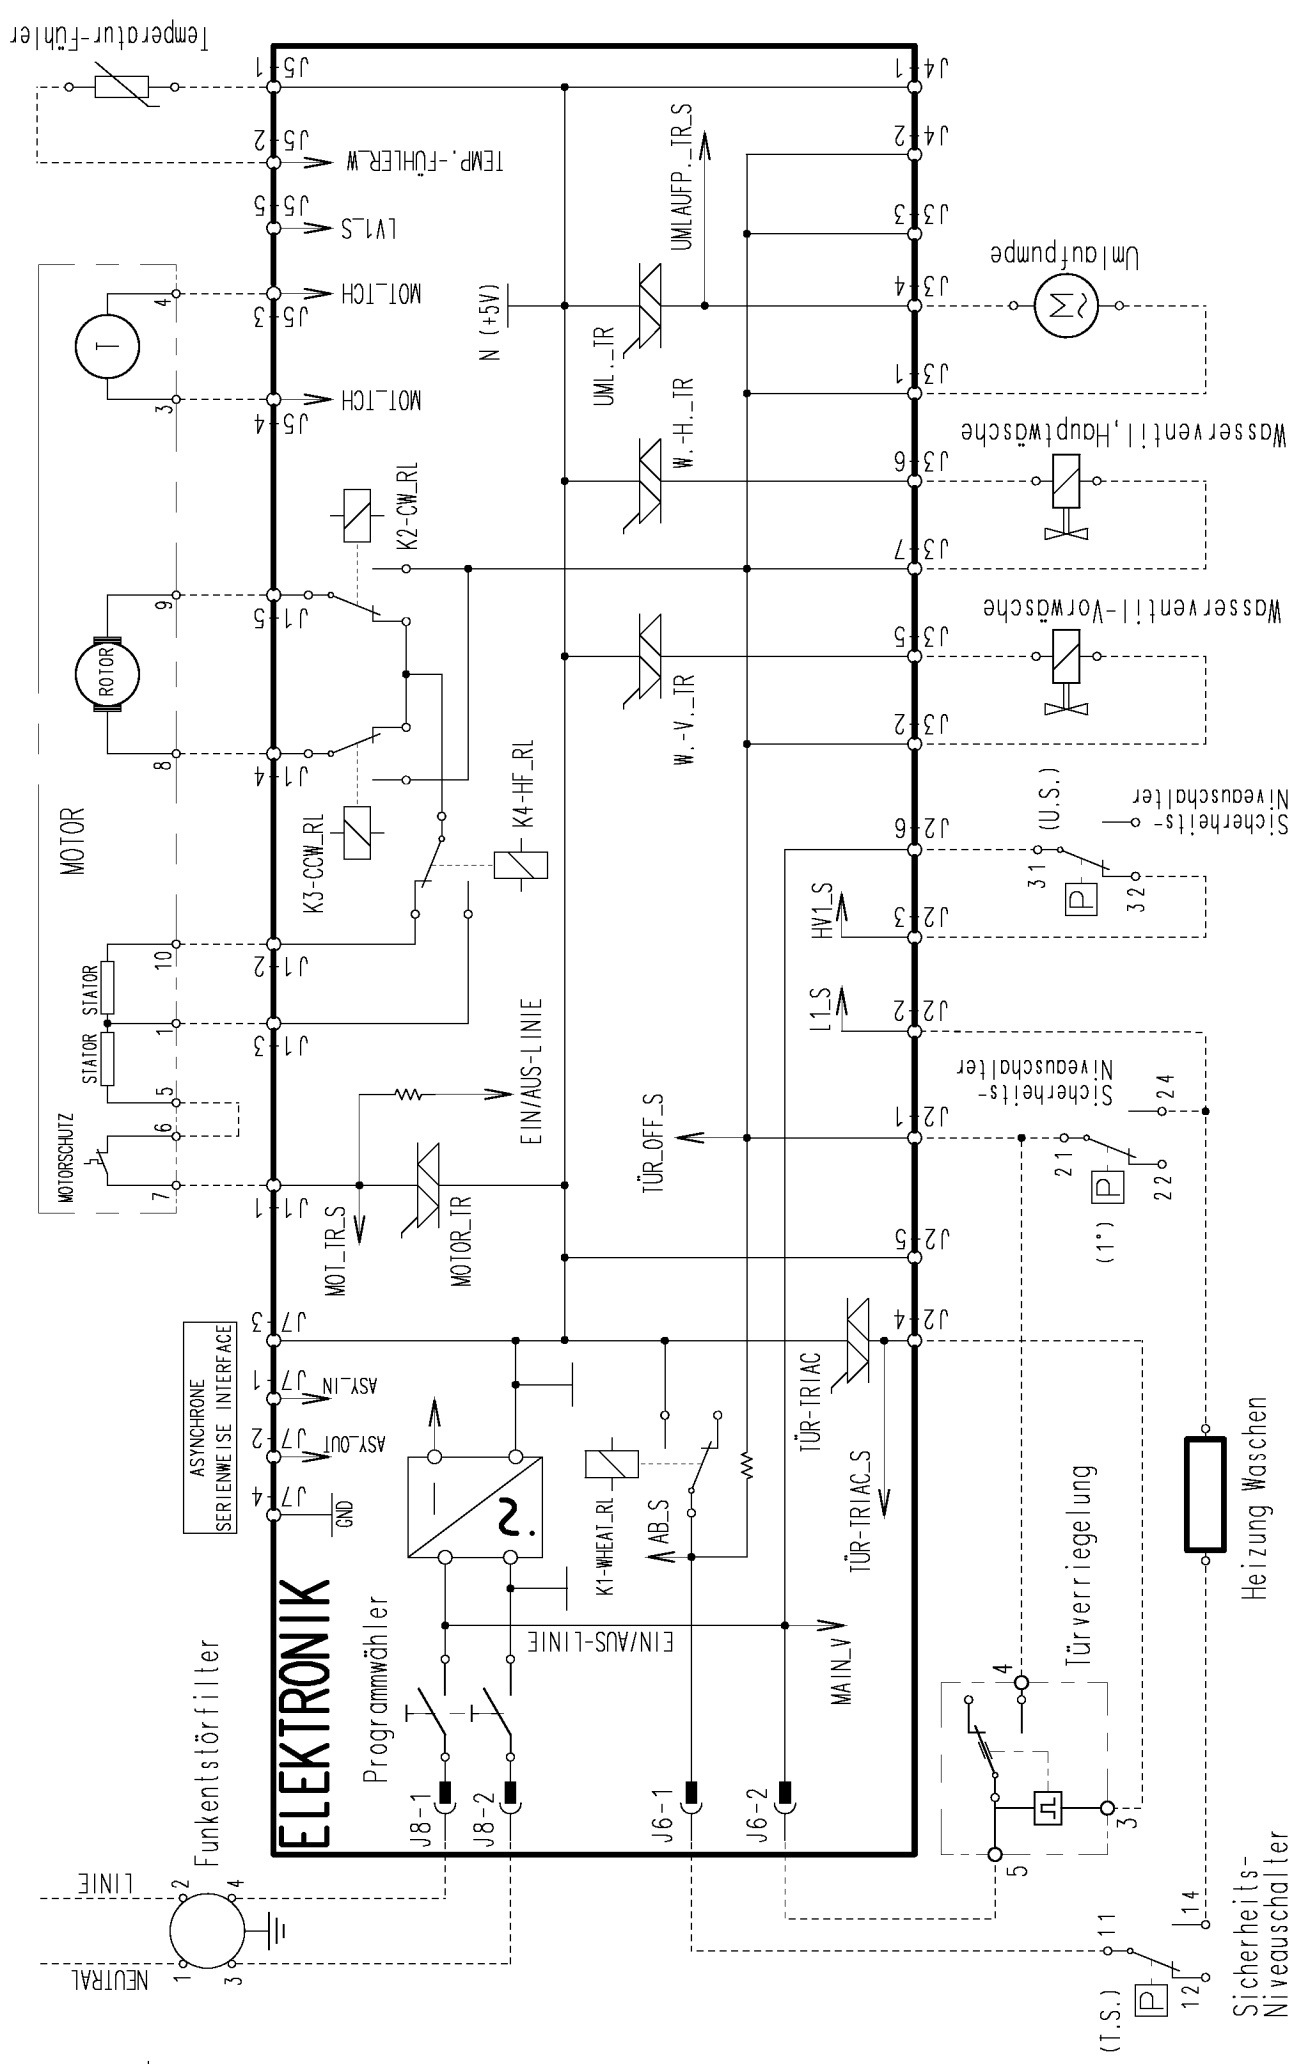 Temperatur-Fühler
J5-1
J5-2
TEMP.-FÜHLER_W
J5-5
LV1_S
J5-3
MOT_TCH
J5-4
MOT_TCH
T
4
3
J4-1
J4-2
J3-3
J3-4
J3-1
J3-6
J3-7
J3-5
J3-2
J2-6
J2-3
J2-2
J2-1
J2-5
J2-4
UMLAUFP._TR_S
N (+5V)
UML._TR
W.-H._TR
W.-V._TR
Umlaufpumpe
M
~
Wasserventil,Hauptwäsche
Wasserventil-Vorwäsche
K2-CW_RL
9
J1-5
ROTOR
8
J1-4
MOTOR
K3-CCW_RL
K4-HF_RL
STATOR
10
J1-2
STATOR
1
J1-3
5
6
MOTORSCHUTZ
7
J1-1
MOT_TR_S
MOTOR_TR
EIN/AUS-LINIE
Sicherheits-
Niveauschalter
(U.S.)
31
P
32
HV1_S
L1_S
TÜR_OFF_S
Sicherheits-
Niveauschalter
24
21
P
22
(1°)
ASYNCHRONE
SERIENWEISE INTERFACE
J7-3
J7-1
ASY_IN
J7-2
ASY_OUT
J7-4
GND
TÜR-TRIAC
TÜR-TRIAC_S
K1-WHEAT_RL
AB_S
ELEKTRONIK
Programmwähler
EIN/AUS-LINIE
MAIN_V
J8-1
J8-2
J6-1
J6-2
Funkentstörfilter
LINIE
NEUTRAL
2
4
1
3
Türverriegelung
4
5
3
Heizung Waschen
11
14
12
P
(T.S.)
Sicherheits-
Niveauschalter